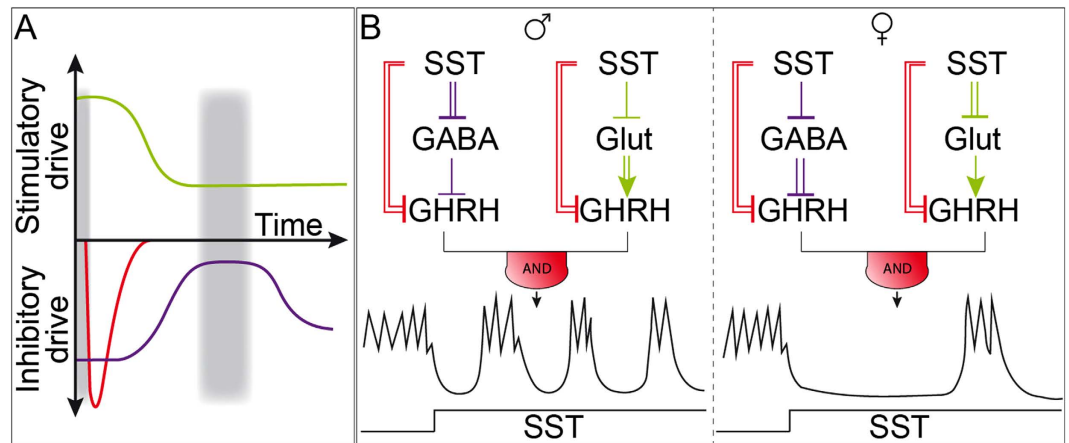 A
Stimulatory
drive
Time
Inhibitory
drive
B
♂
SST
SST
GABA
Glut
GHRH
GHRH
AND
SST
♀
SST
SST
GABA
Glut
GHRH
GHRH
AND
SST